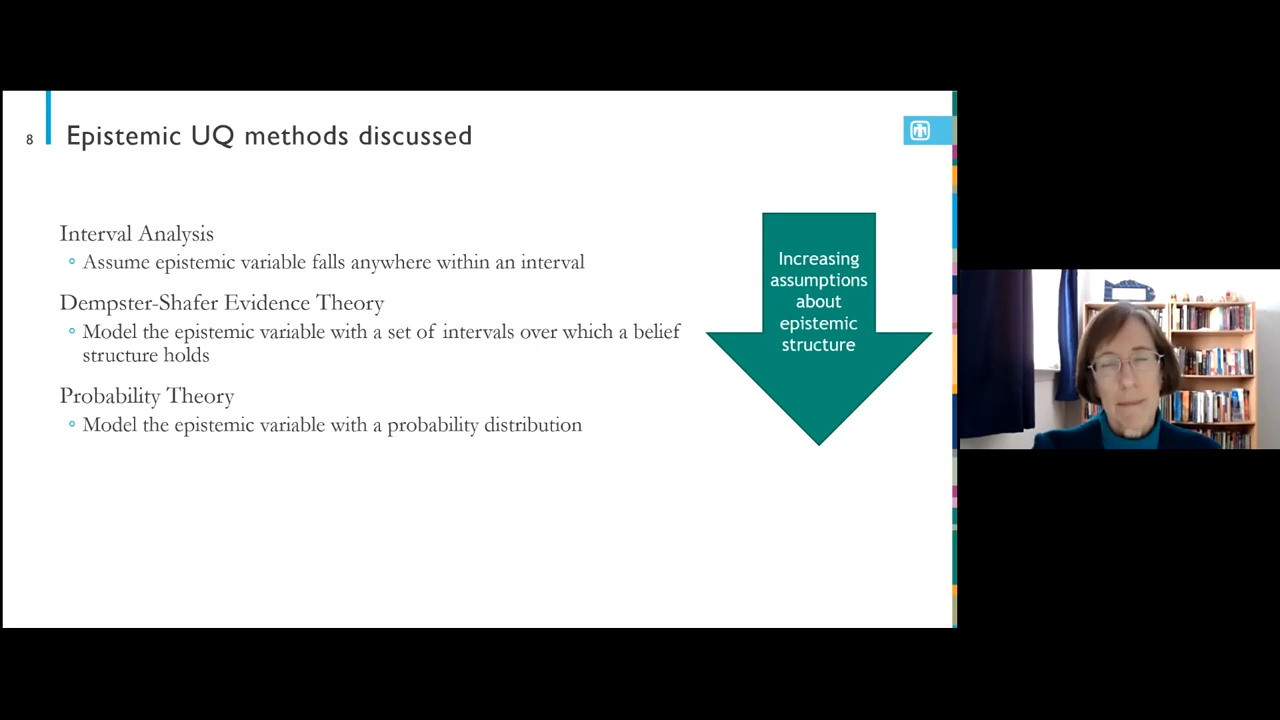 8
Epistemic UQ methods discussed
Interval Analysis
Assume epistemic variable falls anywhere within an interval
Dempster-Shafer Evidence Theory
Model the epistemic variable with a set of intervals over which a belief
structure holds
Probability Theory
Model the epistemic variable with a probability distribution
Increasing
assumptions
about
epistemic
structure